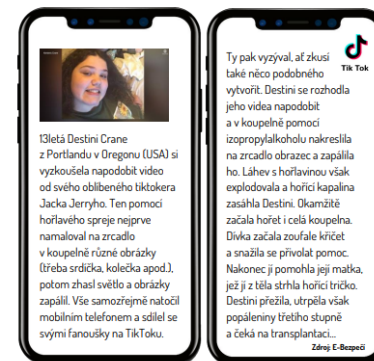 13letá Destini Crane
z Portlandu v Oregonu (USA) si
vyzkoušela napodobit video
od svého oblíbeného tiktokera
Jacka Jerryho. Ten pomocí
hořlavého spreje nejprve
namaloval na zrcadlo
v koupelně různé obrázky
(třeba srdíčka, kolečka apod.),
potom zhasl světlo a obrázky
zapálil. Vše samozřejmě natočil
mobilním telefonem a sdílel se
svými fanoušky na TikToku.
Tik Tok
Ty pak vyzýval, ať zkusí
také něco podobného
vytvořit. Destini se rozhodla
jeho videa napodobit
a v koupelně pomocí
izopropylalkoholu nakreslila
na zrcadlo obrazec a zapálila
ho. Láhev s hořlavinou však
explodovala a hořící kapalina
zasáhla Destini. Okamžitě
začala hořet i celá koupelna.
Dívka začala zoufale křičet
a snažila se přivolat pomoc.
Nakonec jí pomohla její matka,
jež jí z těla strhla hořící tričko.
Destini přežila, utrpěla však
popáleniny třetího stupně
a čeká na transplantaci...
Zdroj: E-Bezpečí